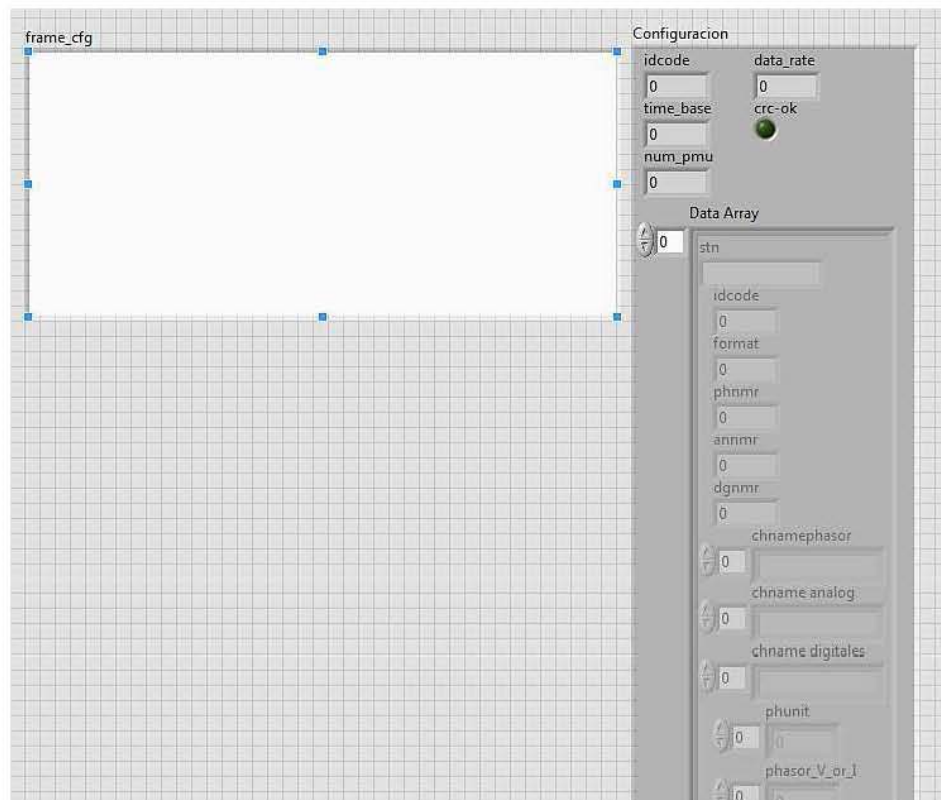 frame_cfg
Configuracion
idcode
data_rate
0
0
time_base
crc-ok
0
num_pmu
0
Data Array
0
stn
idcode
0
format
0
phnmr
0
annmr
0
dgnmr
0
chnamephasor
0
chname analog
0
chname digitales
0
phunit
0
0
phasor_V_or_I
0